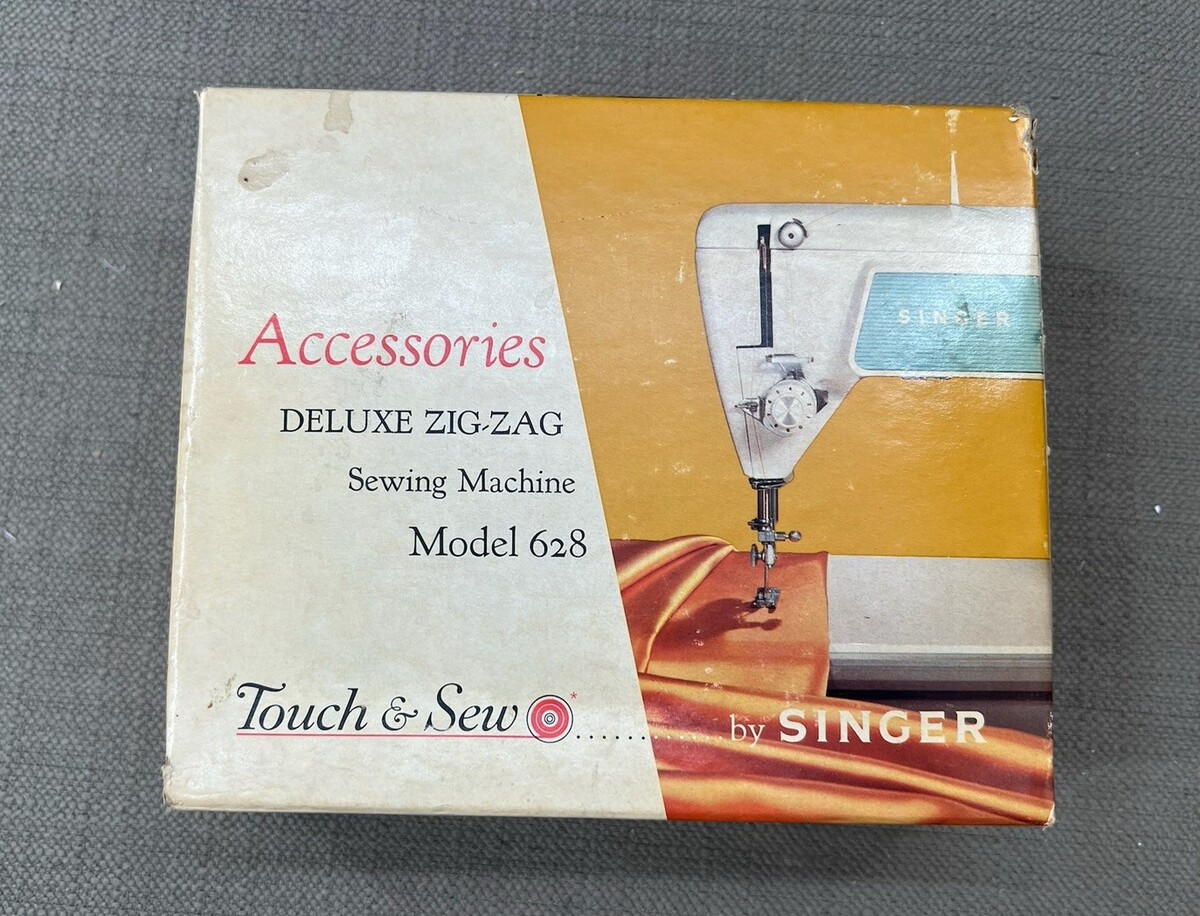 Accessories
DELUXE ZIG-ZAG
Sewing Machine
Model 628
Touch & Sew * .......... by SINGER
SINGER